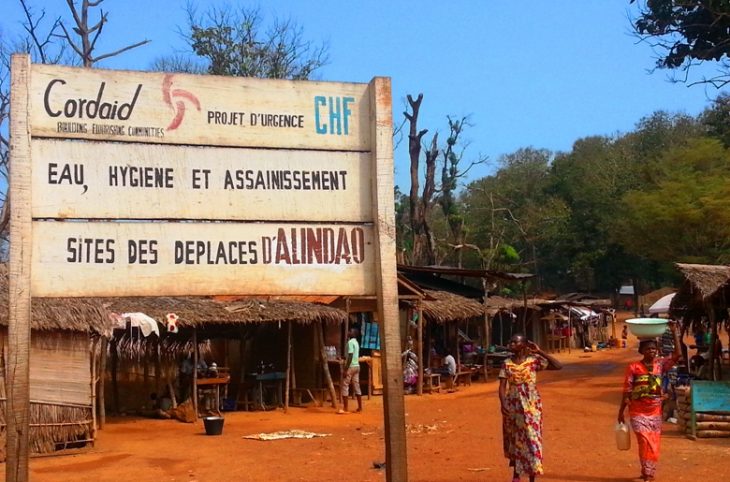 Cordaid PROJET D'URGENCE CHF
BUILDING FLOURISHING COMMUNITIES
EAU, HYGIENE ET ASSAINISSEMENT
SITES DES DEPLACES D'ALINDAO